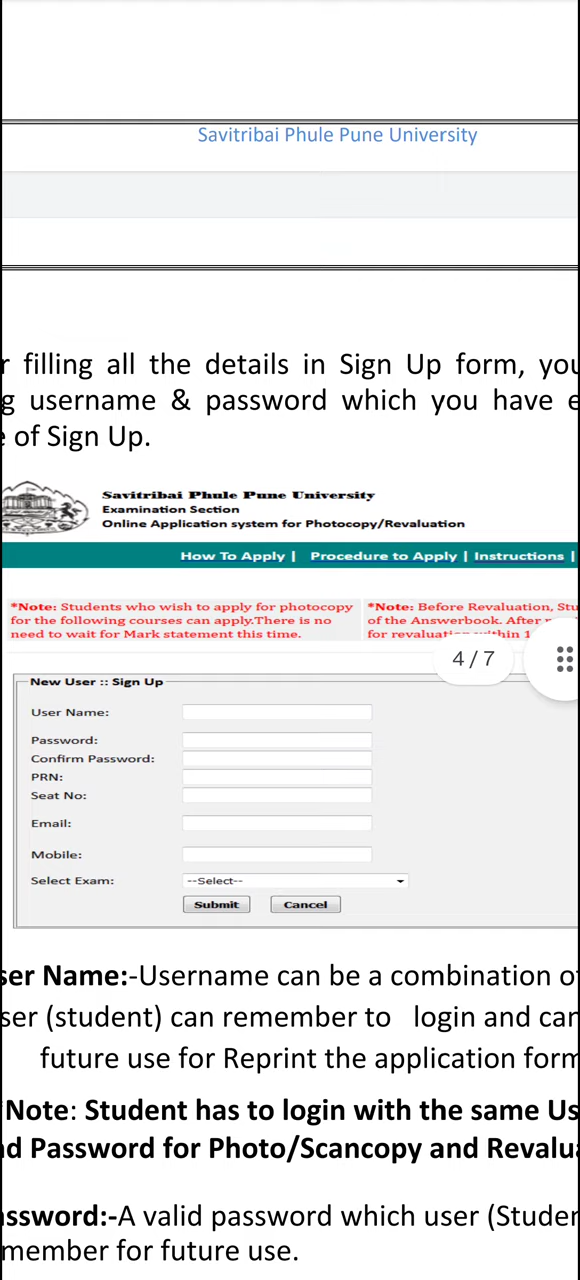 Savitribai Phule Pune University
r filling all the details in Sign Up form, you
g username & password which you have e
e of Sign Up.
Savitribai Phule Pune University
Examination Section
Online Application system for Photocopy/Revaluation
How To Apply | Procedure to Apply | Instructions |
*Note: Students who wish to apply for photocopy
for the following courses can apply.There is no
need to wait for Mark statement this time.
*Note: Before Revaluation, Stu
of the Answerbook. After
for revaluation within 1
4 / 7
New User :: Sign Up
User Name:
Password:
Confirm Password:
PRN:
Seat No:
Email:
Mobile:
Select Exam: --Select--
Submit Cancel
ser Name:-Username can be a combination of
ser (student) can remember to login and can
future use for Reprint the application form
*Note: Student has to login with the same Us
nd Password for Photo/Scancopy and Revalua
assword:-A valid password which user (Studen
member for future use.